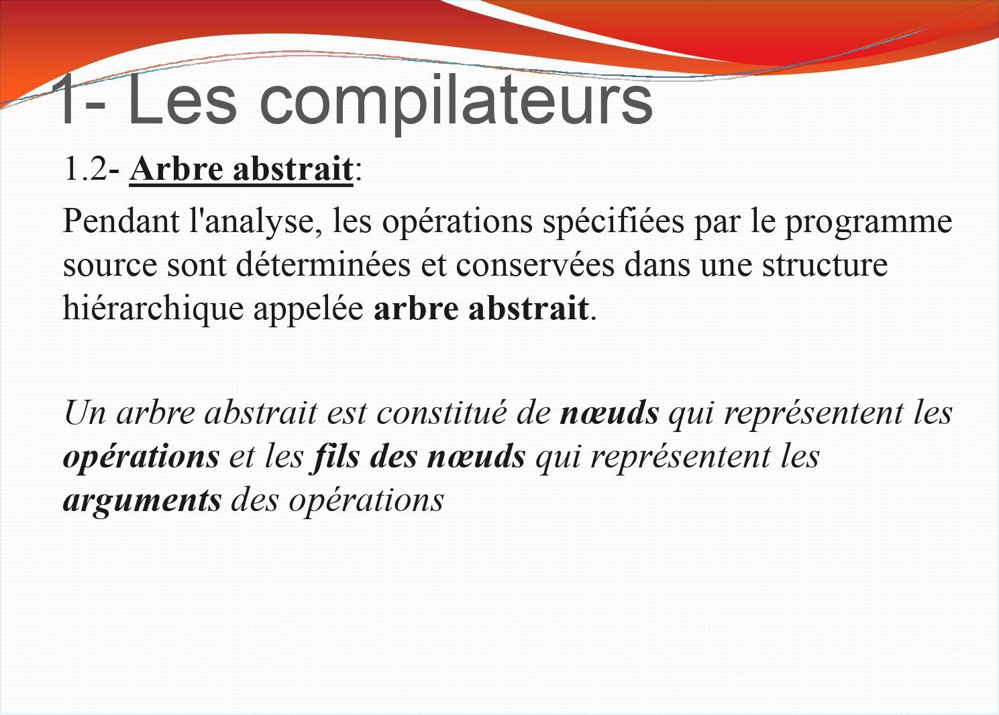 1- Les compilateurs
1.2- Arbre abstrait:
Pendant l'analyse, les opérations spécifiées par le programme
source sont déterminées et conservées dans une structure
hiérarchique appelée arbre abstrait.
Un arbre abstrait est constitué de nœuds qui représentent les
opérations et les fils des nœuds qui représentent les
arguments des opérations